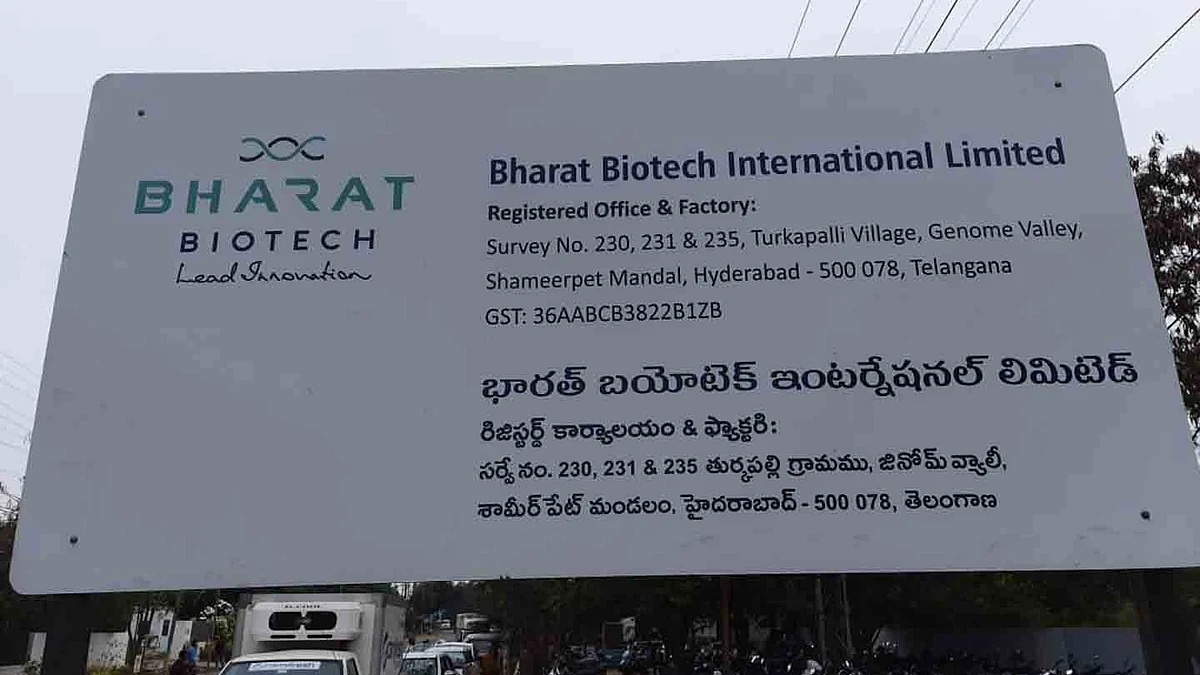 BHARAT
BIOTECH
Lead Innovation
Bharat Biotech International Limited
Registered Office & Factory:
Survey No. 230, 231 & 235, Turkapalli Village, Genome Valley,
Shameerpet Mandal, Hyderabad - 500 078, Telangana
GST: 36AABCB3822B1ZB
భారత్ బయోటెక్ ఇంటర్నేషనల్ లిమిటెడ్
రిజిస్టర్డ్ కార్యాలయం & ఫ్యాక్టరి:
సర్వే నం. 230, 231 & 235 తుర్కపల్లి గ్రామము, జినోమ్ వ్యాలీ,
శామీర్‌పేట్ మండలం, హైదరాబాద్ - 500 078, తెలంగాణ